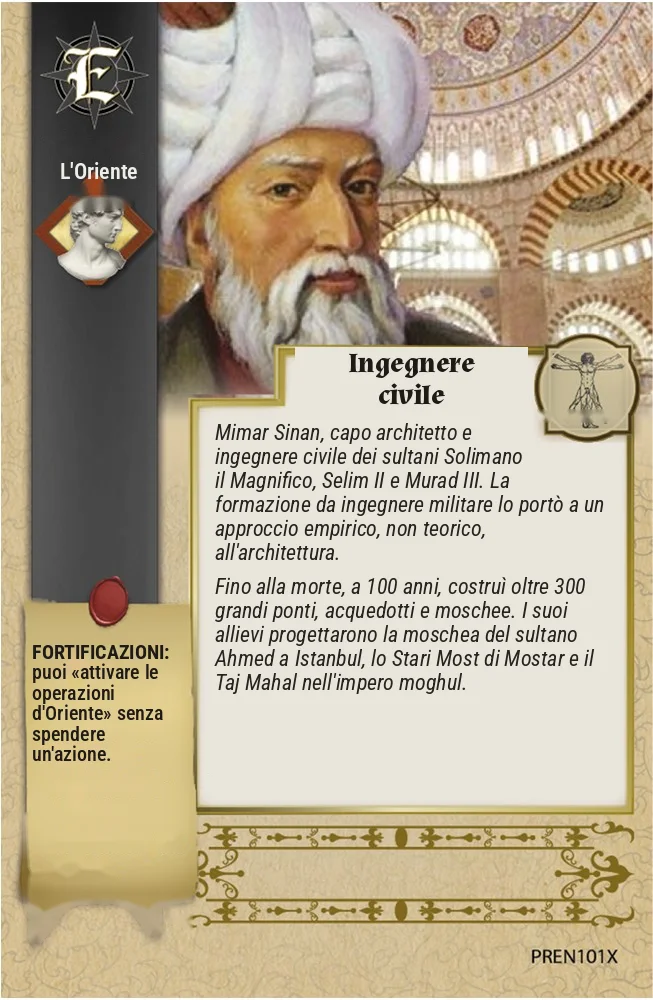 E
L'Oriente
Ingegnere
civile
Mimar Sinan, capo architetto e
ingegnere civile dei sultani Solimano
il Magnifico, Selim II e Murad III. La
formazione da ingegnere militare lo portò a un
approccio empirico, non teorico,
all'architettura.
Fino alla morte, a 100 anni, costruì oltre 300
grandi ponti, acquedotti e moschee. I suoi
allievi progettarono la moschea del sultano
Ahmed a Istanbul, lo Stari Most di Mostar e il
Taj Mahal nell'impero moghul.
FORTIFICAZIONI:
puoi «attivare le
operazioni
d'Oriente» senza
spendere
un'azione.
PREN101X